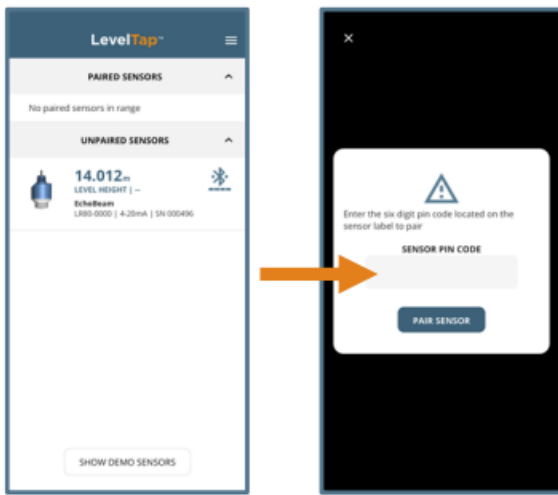 LevelTap™
PAIRED SENSORS
No paired sensors in range
UNPAIRED SENSORS
14.012m
LEVEL HEIGHT | --
EchoBeam
LR80-0000 | 4-20mA | SN 000496
SHOW DEMO SENSORS
Enter the six digit pin code located on the
sensor label to pair
SENSOR PIN CODE
PAIR SENSOR